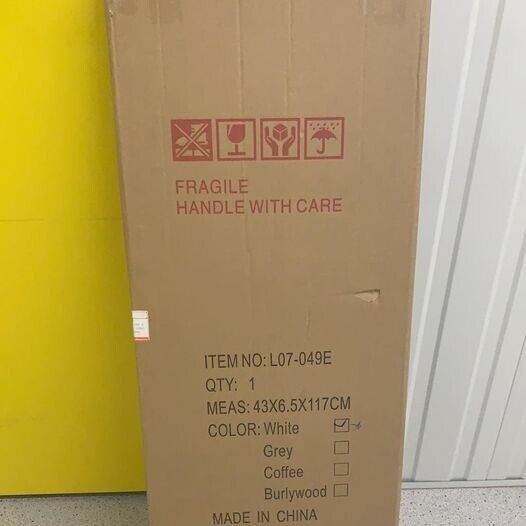 FRAGILE
HANDLE WITH CARE
ITEM NO: L07-049E
QTY: 1
MEAS: 43X6.5X117CM
COLOR: White
Grey
Coffee
Burlywood
MADE IN CHINA